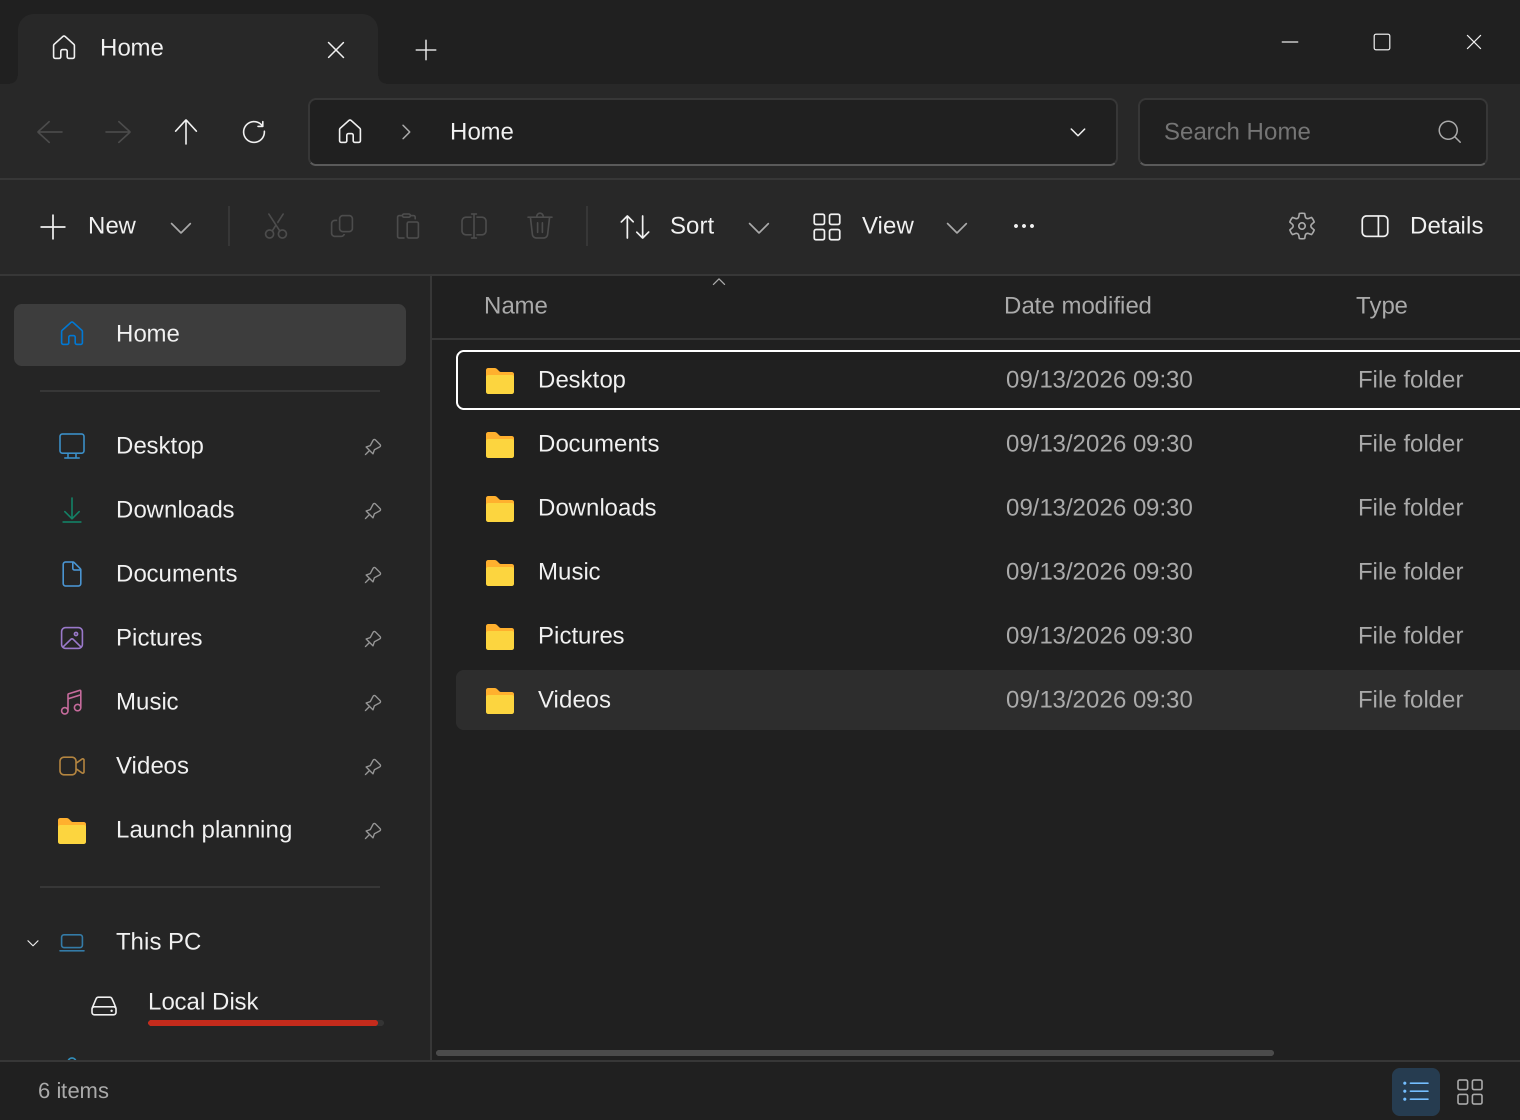 Home
Home
Search Home
New
Sort
View
Details
Name
Date modified
Type
Home
Desktop
Downloads
Documents
Pictures
Music
Videos
Launch planning
This PC
Local Disk
Desktop 09/13/2026 09:30 File folder
Documents 09/13/2026 09:30 File folder
Downloads 09/13/2026 09:30 File folder
Music 09/13/2026 09:30 File folder
Pictures 09/13/2026 09:30 File folder
Videos 09/13/2026 09:30 File folder
6 items